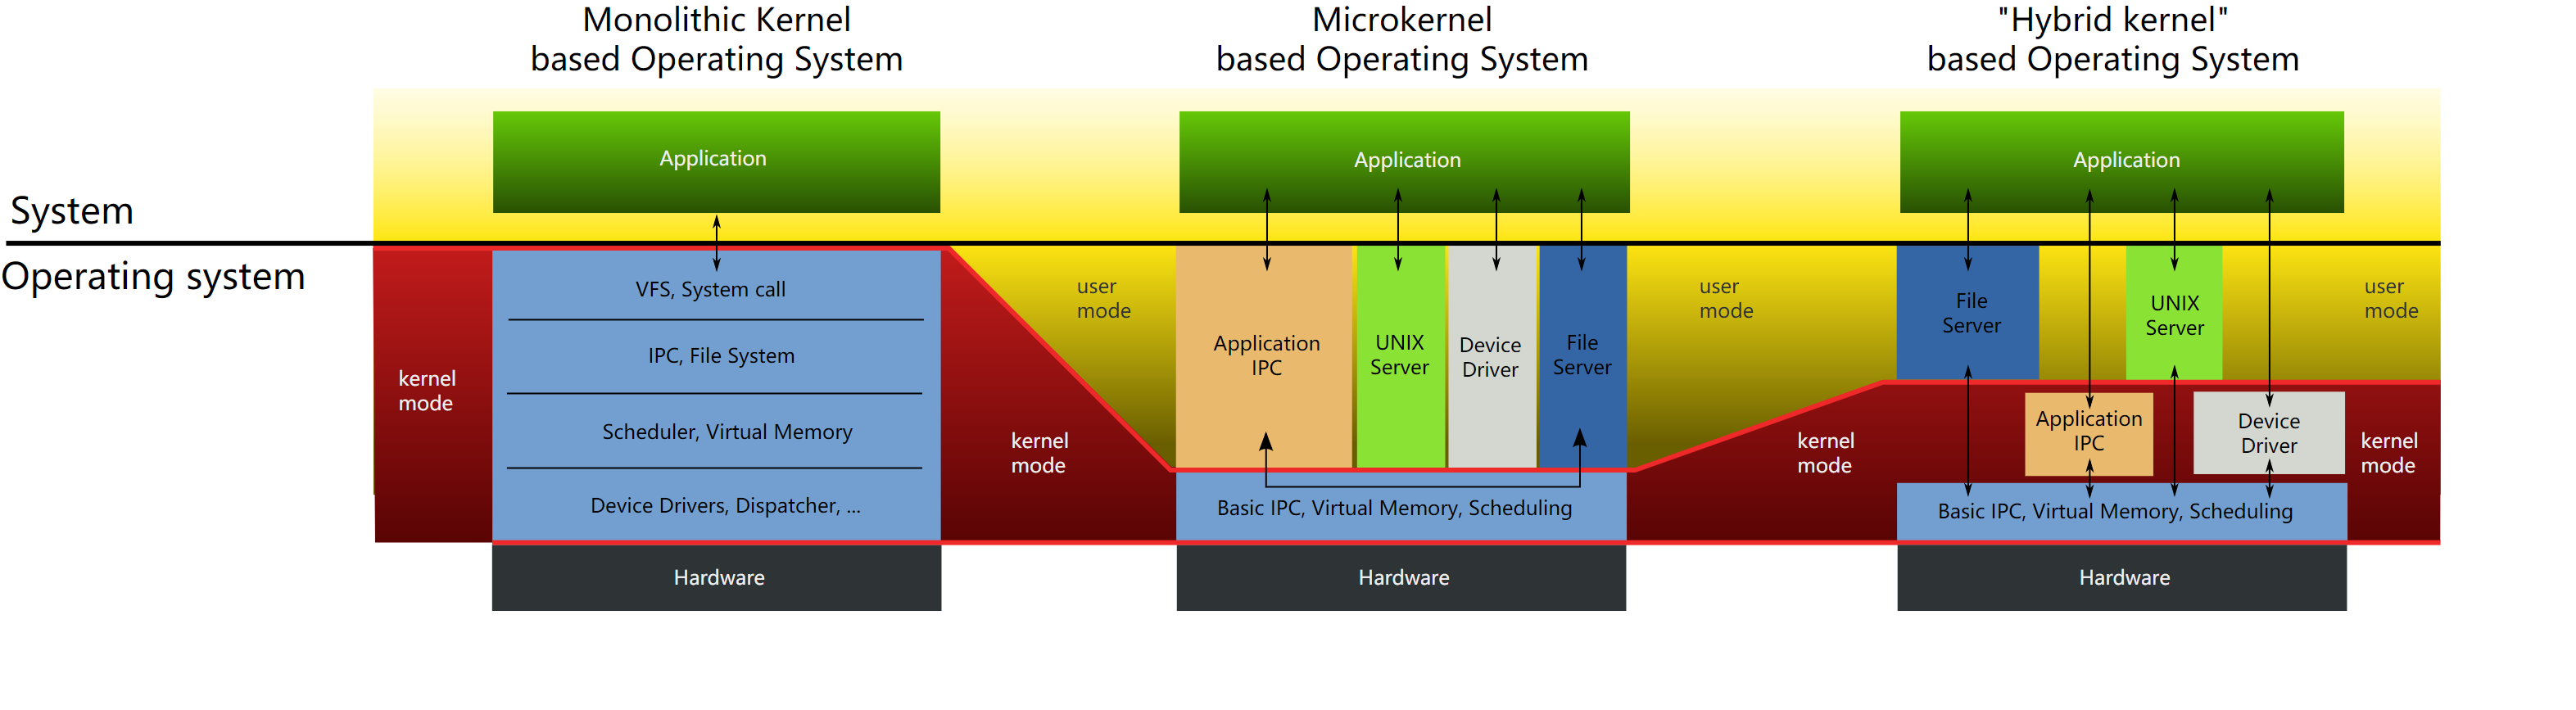 Monolithic Kernel
based Operating System
Microkernel
based Operating System
"Hybrid kernel"
based Operating System
System
Operating system
Application
VFS, System call
IPC, File System
Scheduler, Virtual Memory
Device Drivers, Dispatcher, ...
Hardware
kernel
mode
kernel
mode
user
mode
Application
Application
IPC
UNIX
Server
Device
Driver
File
Server
Basic IPC, Virtual Memory, Scheduling
Hardware
user
mode
kernel
mode
Application
File
Server
UNIX
Server
Application
IPC
Device
Driver
Basic IPC, Virtual Memory, Scheduling
Hardware
user
mode
kernel
mode